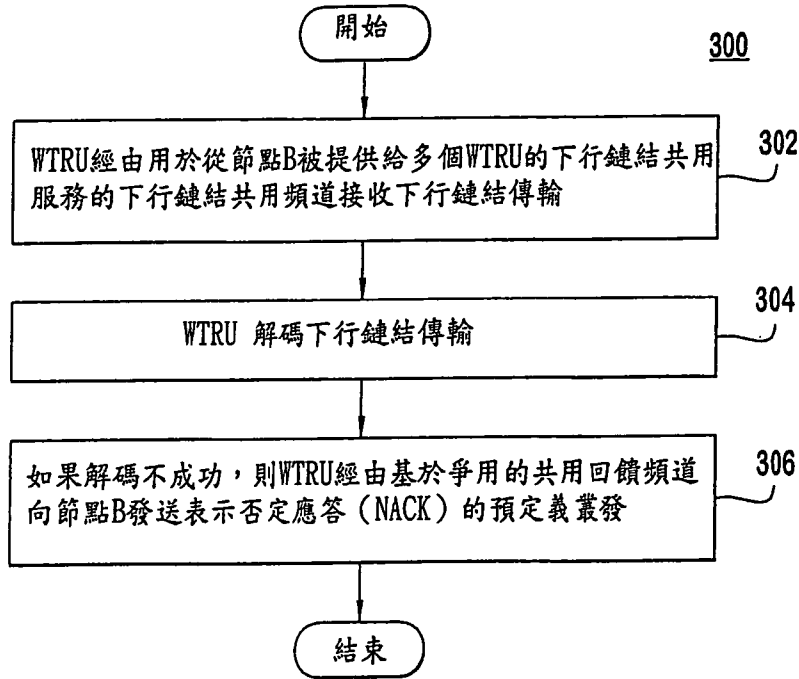 開始
300
WTRU經由用於從節點B被提供給多個WTRU的下行鏈結共用
服務的下行鏈結共用頻道接收下行鏈結傳輸
302
WTRU 解碼下行鏈結傳輸
304
如果解碼不成功，則WTRU經由基於爭用的共用回饋頻道
向節點B發送表示否定應答（NACK）的預定義叢發
306
結束